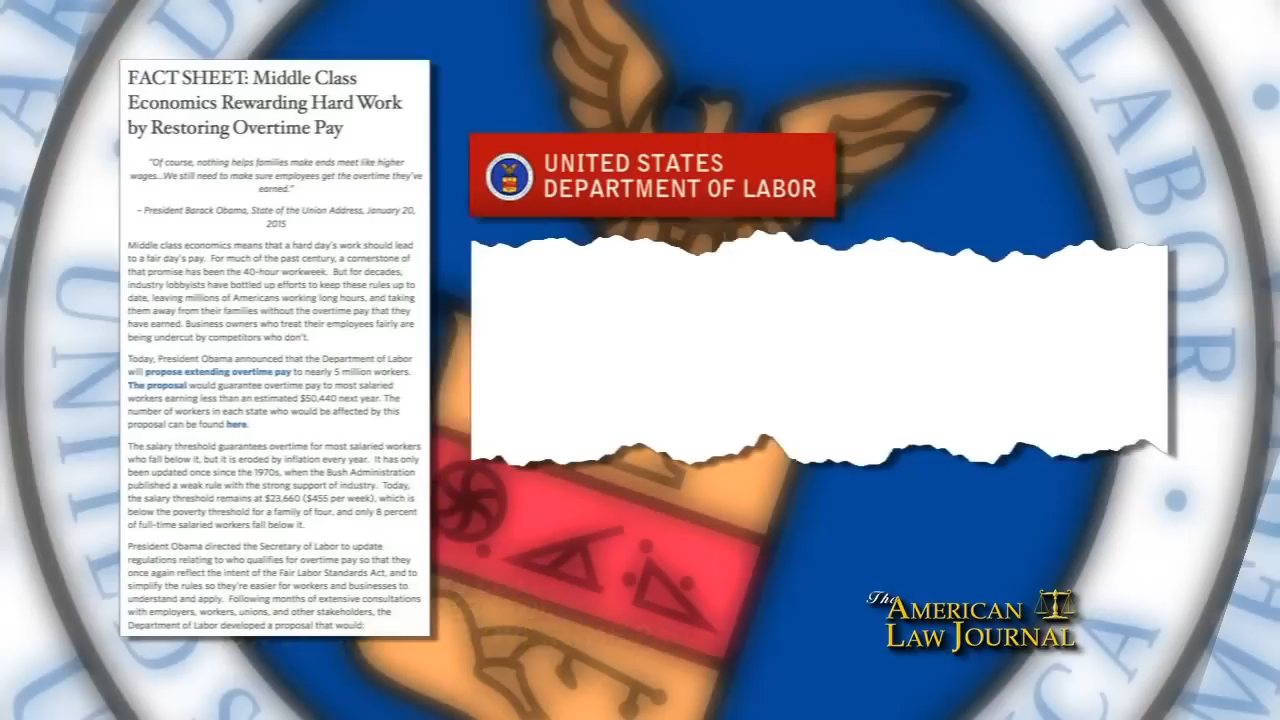 FACT SHEET: Middle Class
Economics Rewarding Hard Work
by Restoring Overtime Pay
"Of course, nothing helps families make ends meet like higher
wages...We still need to make sure employees get the overtime they've
earned."
– President Barack Obama, State of the Union Address, January 20,
2015
Middle class economics means that a hard day's work should lead
to a fair day's pay. For much of the past century, a cornerstone of
that promise has been the 40-hour workweek. But for decades,
industry lobbyists have bottled up efforts to keep these rules up to
date, leaving millions of Americans working long hours, and taking
them away from their families without the overtime pay that they
have earned. Business owners who treat their employees fairly are
being undercut by competitors who don't.
Today, President Obama announced that the Department of Labor
will propose extending overtime pay to nearly 5 million workers.
The proposal would guarantee overtime pay to most salaried
workers earning less than an estimated $50,440 next year. The
number of workers in each state who would be affected by this
proposal can be found here.
The salary threshold guarantees overtime for most salaried workers
who fall below it, but it is eroded by inflation every year. It has only
been updated once since the 1970s, when the Bush Administration
published a weak rule with the strong support of industry. Today,
the salary threshold remains at $23,660 ($455 per week), which is
below the poverty threshold for a family of four, and only 8 percent
of full-time salaried workers fall below it.
President Obama directed the Secretary of Labor to update
regulations relating to who qualifies for overtime pay so that they
once again reflect the intent of the Fair Labor Standards Act, and to
simplify the rules so they're easier for workers and businesses to
understand and apply. Following months of extensive consultations
with employers, workers, unions, and other stakeholders, the
Department of Labor developed a proposal that would:
UNITED STATES
DEPARTMENT OF LABOR
LABOR
The
AMERICAN
LAW JOURNAL